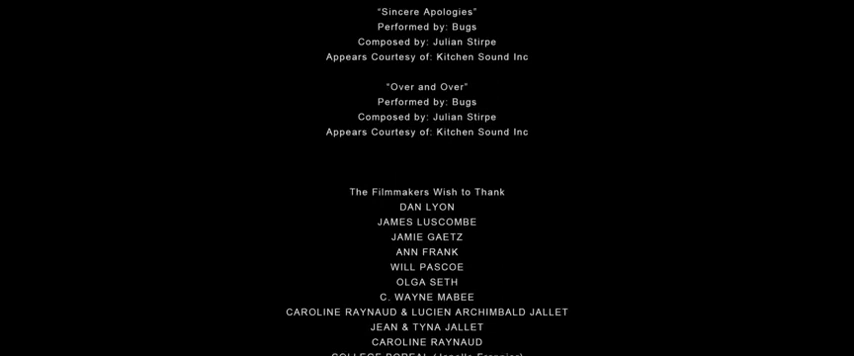 “Sincere Apologies”
Performed by: Bugs
Composed by: Julian Stirpe
Appears Courtesy of: Kitchen Sound Inc
“Over and Over”
Performed by: Bugs
Composed by: Julian Stirpe
Appears Courtesy of: Kitchen Sound Inc
The Filmmakers Wish to Thank
DAN LYON
JAMES LUSCOMBE
JAMIE GAETZ
ANN FRANK
WILL PASCOE
OLGA SETH
C. WAYNE MABEE
CAROLINE RAYNAUD & LUCIEN ARCHIMBALD JALLET
JEAN & TYNA JALLET
CAROLINE RAYNAUD
COLLEGE BOREAL